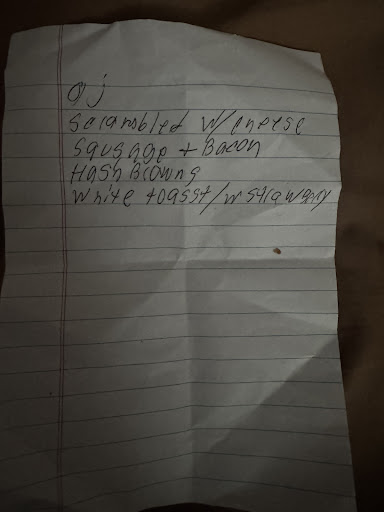 OJ
Scrambled W/cheese
Sausage + Bacon
Hash Browns
White toasst/w strawberry